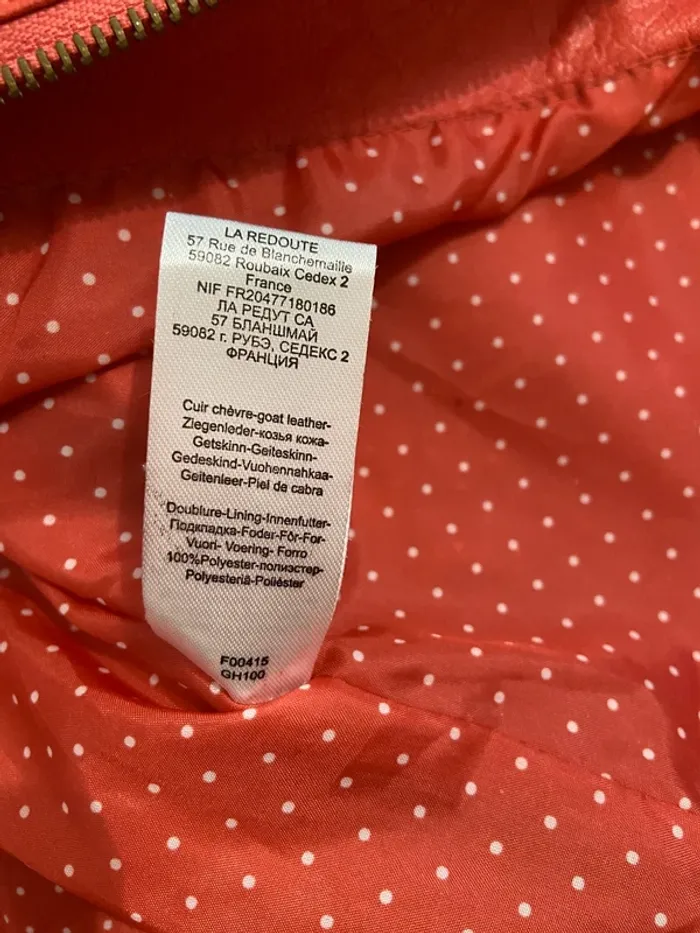 LA REDOUTE
57 Rue de Blanchemaille
59082 Roubaix Cedex 2
France
NIF FR20477180186
ЛА РЕДУТ СА
57 БЛАНШМАЙ
59082 г. РУБЭ, СЕДЕКС 2
ФРАНЦИЯ
Cuir chèvre-goat leather-
Ziegenleder-козья кожа-
Getskinn-Geiteskinn-
Gedeskind-Vuohennahkaa-
Geitenleer-Piel de cabra
Doublure-Lining-Innenfutter-
Подкладка-Foder-Fôr-For-
Vuori- Voering- Forro
100%Polyester-полиэстер-
Polyesteriä-Poliéster
F00415
GH100